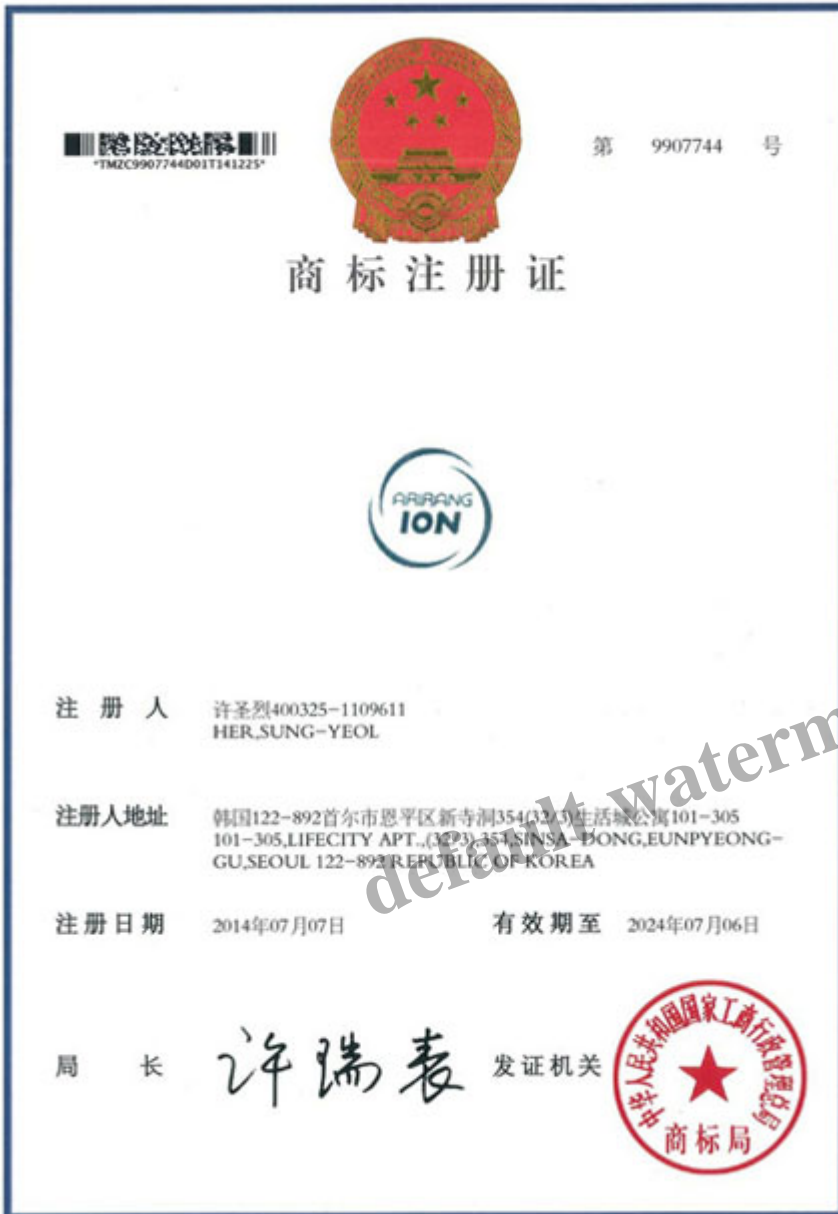 *TMZC9907744D01T141225*
第 9907744 号
商标注册证
ARIRANG
ION
注册人 许圣烈400325-1109611
HER,SUNG-YEOL
注册人地址 韩国122-892首尔市恩平区新寺洞354(32/3)生活城公寓101-305
101-305,LIFECITY APT.,(32/3) 354,SINSA-DONG,EUNPYEONG-
GU,SEOUL 122-892 REPUBLIC OF KOREA
注册日期 2014年07月07日 有效期至 2024年07月06日
局长 许瑞表 发证机关
中华人民共和国国家工商行政管理总局
商标局
default waterm